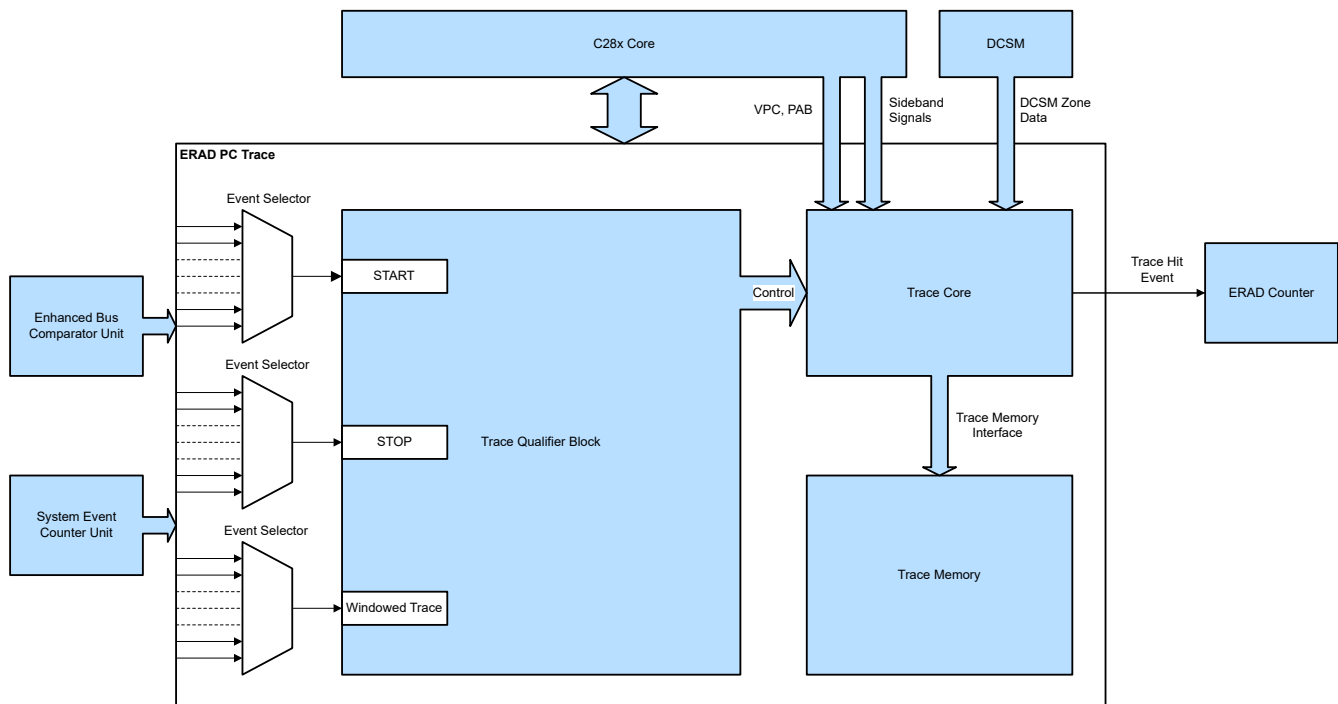 C28x Core
DCSM
VPC, PAB
Sideband
Signals
DCSM Zone
Data
ERAD PC Trace
Event Selector
START
Control
Trace Core
Trace Hit
Event
ERAD Counter
Enhanced Bus
Comparator Unit
Event Selector
STOP
Trace Qualifier Block
Trace Memory
Interface
System Event
Counter Unit
Event Selector
Windowed Trace
Trace Memory